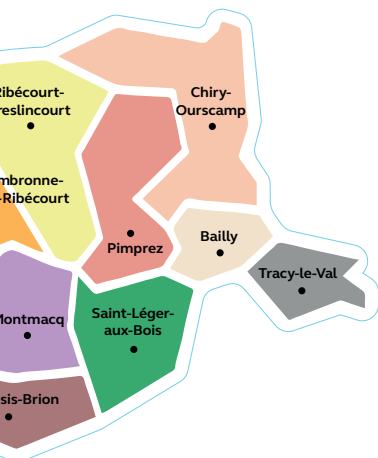 Ribécourt-
reslincourt
Chiry-
Ourscamp
mbronne-
-Ribécourt
Pimprez
Bailly
Tracy-le-Val
Montmacq
Saint-Léger-
aux-Bois
sis-Brion